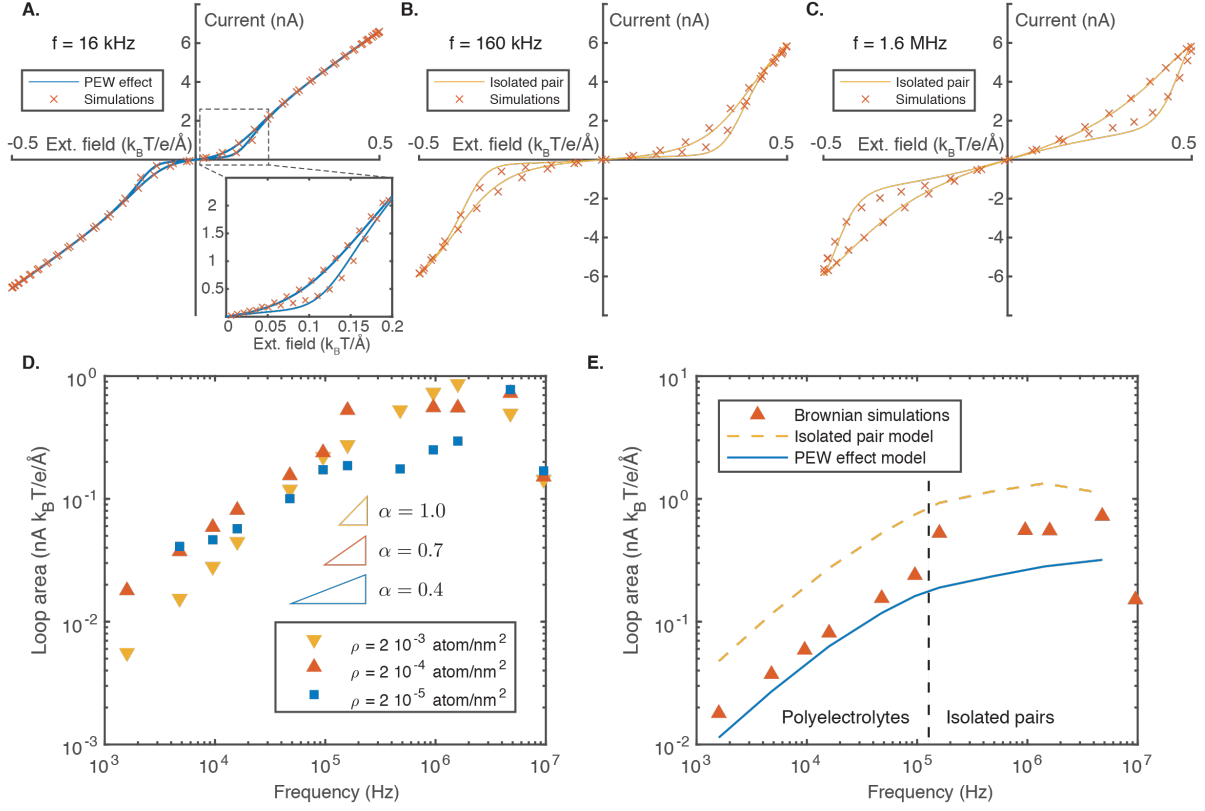 A.
Current (nA)
f = 16 kHz
PEW effect
Simulations
6
4
2
-0.5
Ext. field (kBT/e/Å)
0.5
2
1.5
1
0.5
0
0.05
0.1
0.15
0.2
Ext. field (kBT/Å)
B.
Current (nA)
f = 160 kHz
Isolated pair
Simulations
6
4
2
-0.5
Ext. field (kBT/e/Å)
0.5
-2
-4
-6
C.
Current (nA)
f = 1.6 MHz
Isolated pair
Simulations
6
4
2
-0.5
Ext. field (kBT/e/Å)
0.5
-2
-4
-6
D.
Loop area (nA kBT/e/Å)
10^0
10^-1
10^-2
10^-3
α = 1.0
α = 0.7
α = 0.4
ρ = 2 10^-3 atom/nm^2
ρ = 2 10^-4 atom/nm^2
ρ = 2 10^-5 atom/nm^2
10^3
10^4
10^5
10^6
10^7
Frequency (Hz)
E.
Loop area (nA kBT/e/Å)
10^1
10^0
10^-1
10^-2
Brownian simulations
Isolated pair model
PEW effect model
Polyelectrolytes
Isolated pairs
10^3
10^4
10^5
10^6
10^7
Frequency (Hz)